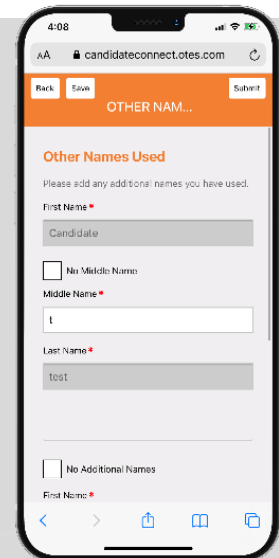 4:08
AA candidateconnect.otes.com
Back Save Submit
OTHER NAM...
Other Names Used
Please add any additional names you have used.
First Name *
Candidate
No Middle Name
Middle Name *
t
Last Name *
test
No Additional Names
First Name *